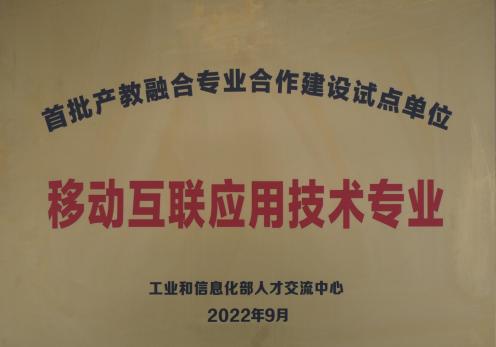 首批产教融合专业合作建设试点单位
移动互联应用技术专业
工业和信息化部人才交流中心
2022年9月